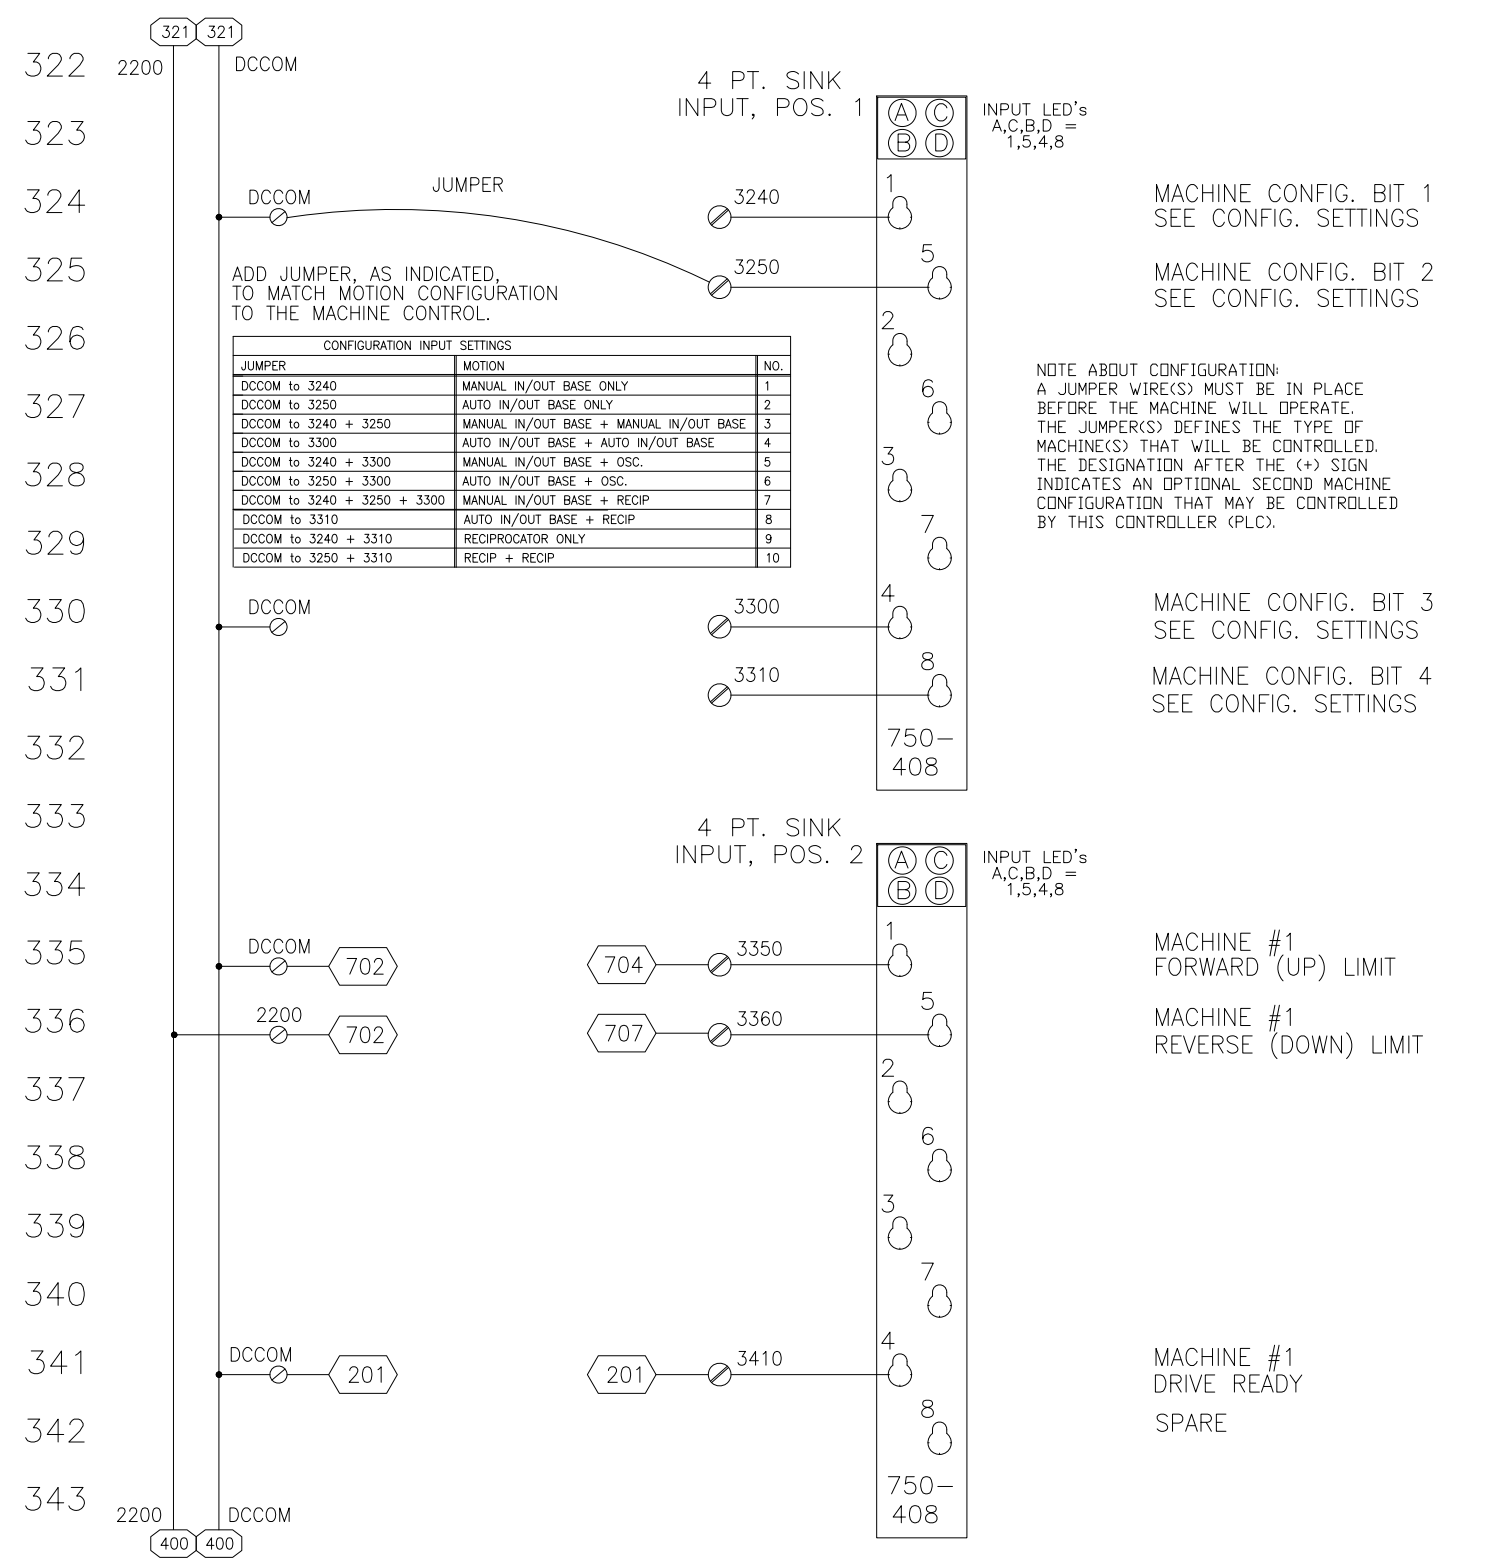 321 321
322 2200 DCCOM
4 PT. SINK
INPUT, POS. 1
A C
B D
INPUT LED's
A,C,B,D =
1,5,4,8
323
324 DCCOM JUMPER 3240 1
MACHINE CONFIG. BIT 1
SEE CONFIG. SETTINGS
325 3250 5
MACHINE CONFIG. BIT 2
SEE CONFIG. SETTINGS
ADD JUMPER, AS INDICATED,
TO MATCH MOTION CONFIGURATION
TO THE MACHINE CONTROL.
326 2
CONFIGURATION INPUT SETTINGS
JUMPER MOTION NO.
DCCOM to 3240 MANUAL IN/OUT BASE ONLY 1
DCCOM to 3250 AUTO IN/OUT BASE ONLY 2
DCCOM to 3240 + 3250 MANUAL IN/OUT BASE + MANUAL IN/OUT BASE 3
DCCOM to 3300 AUTO IN/OUT BASE + AUTO IN/OUT BASE 4
DCCOM to 3240 + 3300 MANUAL IN/OUT BASE + OSC. 5
DCCOM to 3250 + 3300 AUTO IN/OUT BASE + OSC. 6
DCCOM to 3240 + 3250 + 3300 MANUAL IN/OUT BASE + RECIP 7
DCCOM to 3310 AUTO IN/OUT BASE + RECIP 8
DCCOM to 3240 + 3310 RECIPROCATOR ONLY 9
DCCOM to 3250 + 3310 RECIP + RECIP 10
NOTE ABOUT CONFIGURATION:
A JUMPER WIRE(S) MUST BE IN PLACE
BEFORE THE MACHINE WILL OPERATE.
THE JUMPER(S) DEFINES THE TYPE OF
MACHINE(S) THAT WILL BE CONTROLLED.
THE DESIGNATION AFTER THE (+) SIGN
INDICATES AN OPTIONAL SECOND MACHINE
CONFIGURATION THAT MAY BE CONTROLLED
BY THIS CONTROLLER (PLC).
327 6
328 3
329 7
330 DCCOM 3300 4
MACHINE CONFIG. BIT 3
SEE CONFIG. SETTINGS
331 3310 8
MACHINE CONFIG. BIT 4
SEE CONFIG. SETTINGS
332 750-
408
333
4 PT. SINK
INPUT, POS. 2
A C
B D
INPUT LED's
A,C,B,D =
1,5,4,8
334
335 DCCOM 702 704 3350 1
MACHINE #1
FORWARD (UP) LIMIT
336 2200 702 707 3360 5
MACHINE #1
REVERSE (DOWN) LIMIT
337 2
338 6
339 3
340 7
341 DCCOM 201 201 3410 4
MACHINE #1
DRIVE READY
342 8 SPARE
343 750-
408
2200 DCCOM
400 400